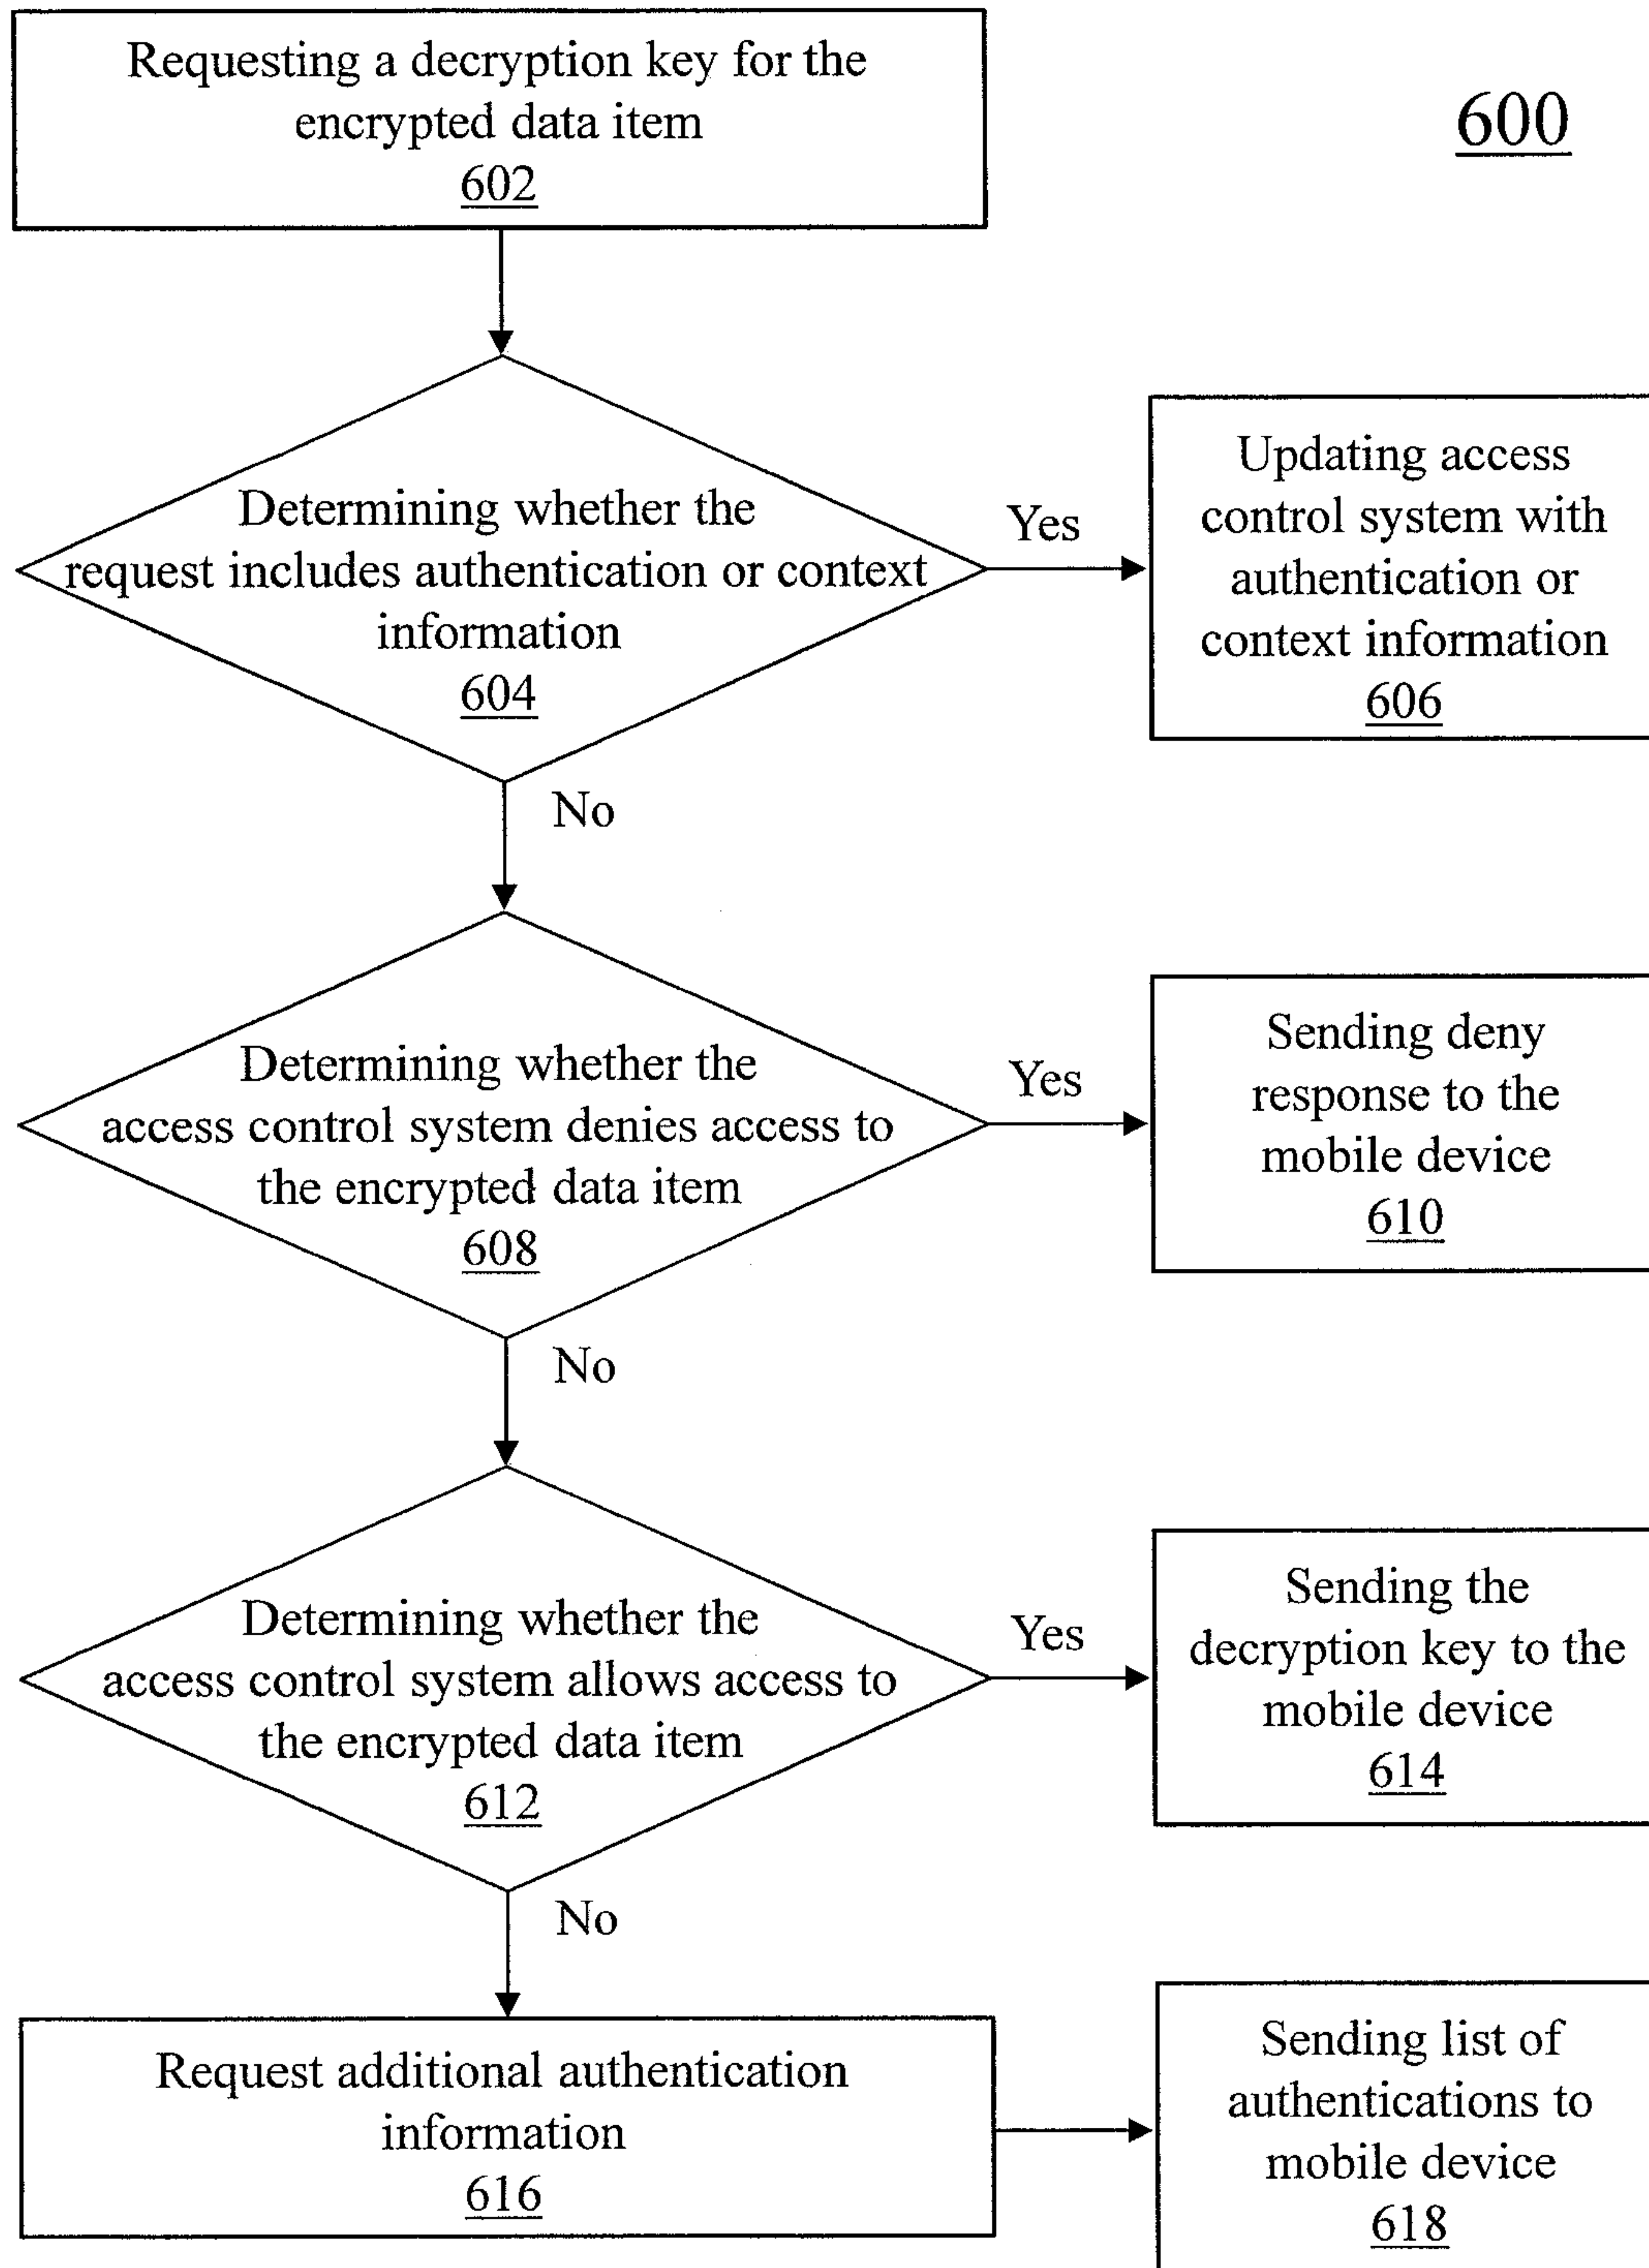 Requesting a decryption key for the
encrypted data item
602
600
Determining whether the
request includes authentication or context
information
604
Yes
Updating access
control system with
authentication or
context information
606
No
Determining whether the
access control system denies access to
the encrypted data item
608
Yes
Sending deny
response to the
mobile device
610
No
Determining whether the
access control system allows access to
the encrypted data item
612
Yes
Sending the
decryption key to the
mobile device
614
No
Request additional authentication
information
616
Sending list of
authentications to
mobile device
618